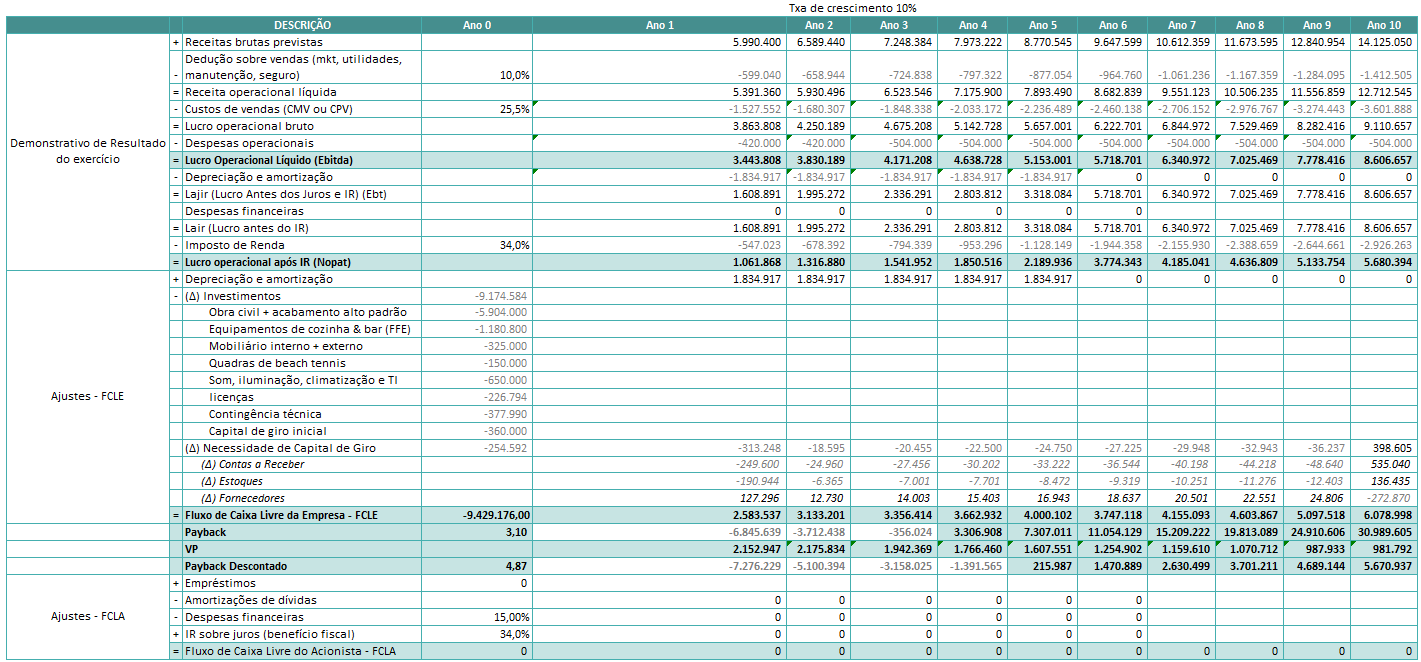 Txa de crescimento 10%
DESCRIÇÃO Ano 0 Ano 1 Ano 2 Ano 3 Ano 4 Ano 5 Ano 6 Ano 7 Ano 8 Ano 9 Ano 10
+ Receitas brutas previstas 5.990.400 6.589.440 7.248.384 7.973.222 8.770.545 9.647.599 10.612.359 11.673.595 12.840.954 14.125.050
Dedução sobre vendas (mkt, utilidades,
- manutenção, seguro) 10,0% -599.040 -658.944 -724.838 -797.322 -877.054 -964.760 -1.061.236 -1.167.359 -1.284.095 -1.412.505
= Receita operacional líquida 5.391.360 5.930.496 6.523.546 7.175.900 7.893.490 8.682.839 9.551.123 10.506.235 11.556.859 12.712.545
- Custos de vendas (CMV ou CPV) 25,5% -1.527.552 -1.680.307 -1.848.338 -2.033.172 -2.236.489 -2.460.138 -2.706.152 -2.976.767 -3.274.443 -3.601.888
= Lucro operacional bruto 3.863.808 4.250.189 4.675.208 5.142.728 5.657.001 6.222.701 6.844.972 7.529.469 8.282.416 9.110.657
Demonstrativo de Resultado
do exercício
- Despesas operacionais -420.000 -420.000 -504.000 -504.000 -504.000 -504.000 -504.000 -504.000 -504.000 -504.000
= Lucro Operacional Líquido (Ebitda) 3.443.808 3.830.189 4.171.208 4.638.728 5.153.001 5.718.701 6.340.972 7.025.469 7.778.416 8.606.657
- Depreciação e amortização -1.834.917 -1.834.917 -1.834.917 -1.834.917 -1.834.917 0 0 0 0 0
= Lajir (Lucro Antes dos Juros e IR) (Ebt) 1.608.891 1.995.272 2.336.291 2.803.812 3.318.084 5.718.701 6.340.972 7.025.469 7.778.416 8.606.657
Despesas financeiras 0 0 0 0 0 0
= Lair (Lucro antes do IR) 1.608.891 1.995.272 2.336.291 2.803.812 3.318.084 5.718.701 6.340.972 7.025.469 7.778.416 8.606.657
- Imposto de Renda 34,0% -547.023 -678.392 -794.339 -953.296 -1.128.149 -1.944.358 -2.155.930 -2.388.659 -2.644.661 -2.926.263
= Lucro operacional após IR (Nopat) 1.061.868 1.316.880 1.541.952 1.850.516 2.189.936 3.774.343 4.185.041 4.636.809 5.133.754 5.680.394
+ Depreciação e amortização 1.834.917 1.834.917 1.834.917 1.834.917 1.834.917 0 0 0 0 0
- (Δ) Investimentos -9.174.584
Obra civil + acabamento alto padrão -5.904.000
Equipamentos de cozinha & bar (FFE) -1.180.800
Mobiliário interno + externo -325.000
Quadras de beach tennis -150.000
Som, iluminação, climatização e TI -650.000
Ajustes - FCLE
licenças -226.794
Contingência técnica -377.990
Capital de giro inicial -360.000
(Δ) Necessidade de Capital de Giro -254.592 -313.248 -18.595 -20.455 -22.500 -24.750 -27.225 -29.948 -32.943 -36.237 398.605
(Δ) Contas a Receber -249.600 -24.960 -27.456 -30.202 -33.222 -36.544 -40.198 -44.218 -48.640 535.040
(Δ) Estoques -190.944 -6.365 -7.001 -7.701 -8.472 -9.319 -10.251 -11.276 -12.403 136.435
(Δ) Fornecedores 127.296 12.730 14.003 15.403 16.943 18.637 20.501 22.551 24.806 -272.870
= Fluxo de Caixa Livre da Empresa - FCLE -9.429.176,00 2.583.537 3.133.201 3.356.414 3.662.932 4.000.102 3.747.118 4.155.093 4.603.867 5.097.518 6.078.998
Payback 3,10 -6.845.639 -3.712.438 -356.024 3.306.908 7.307.011 11.054.129 15.209.222 19.813.089 24.910.606 30.989.605
VP 2.152.947 2.175.834 1.942.369 1.766.460 1.607.551 1.254.902 1.159.610 1.070.712 987.933 981.792
Payback Descontado 4,87 -7.276.229 -5.100.394 -3.158.025 -1.391.565 215.987 1.470.889 2.630.499 3.701.211 4.689.144 5.670.937
+ Empréstimos 0
- Amortizações de dívidas 0 0 0 0 0 0
Ajustes - FCLA
- Despesas financeiras 15,00% 0 0 0 0 0 0
+ IR sobre juros (benefício fiscal) 34,0% 0 0 0 0 0 0
= Fluxo de Caixa Livre do Acionista - FCLA 0 0 0 0 0 0 0 0 0 0 0